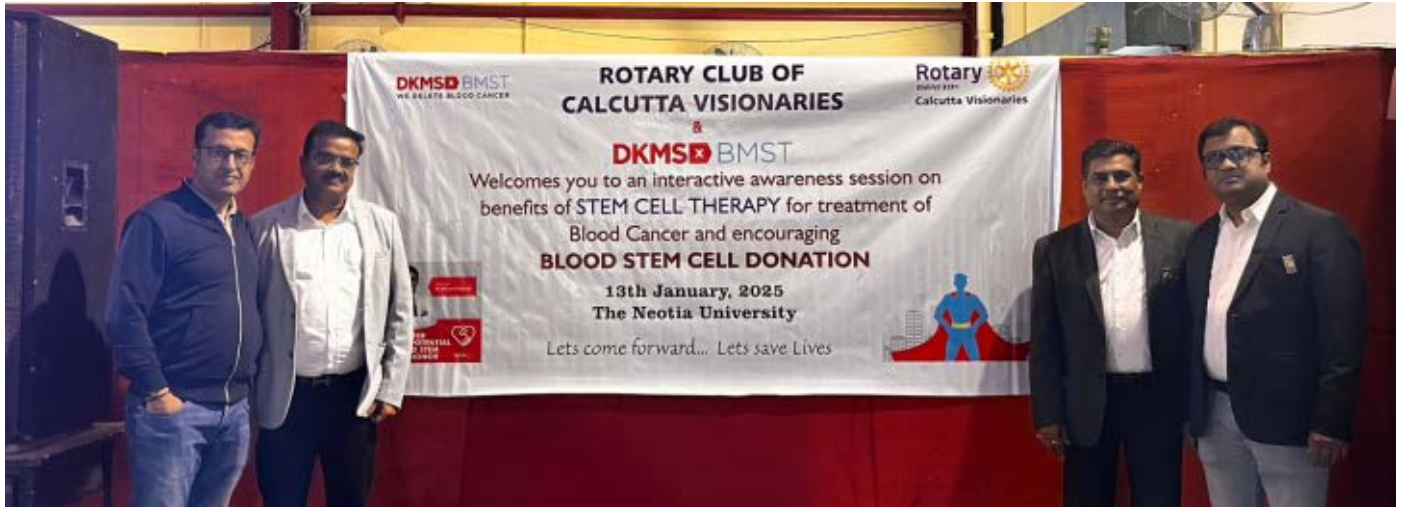 DKMS BMST
WE DELETE BLOOD CANCER
ROTARY CLUB OF
CALCUTTA VISIONARIES
&
DKMS BMST
Rotary
Calcutta Visionaries
Welcomes you to an interactive awareness session on
benefits of STEM CELL THERAPY for treatment of
Blood Cancer and encouraging
BLOOD STEM CELL DONATION
13th January, 2025
The Neotia University
Lets come forward... Lets save Lives
POTENTIAL
STEM